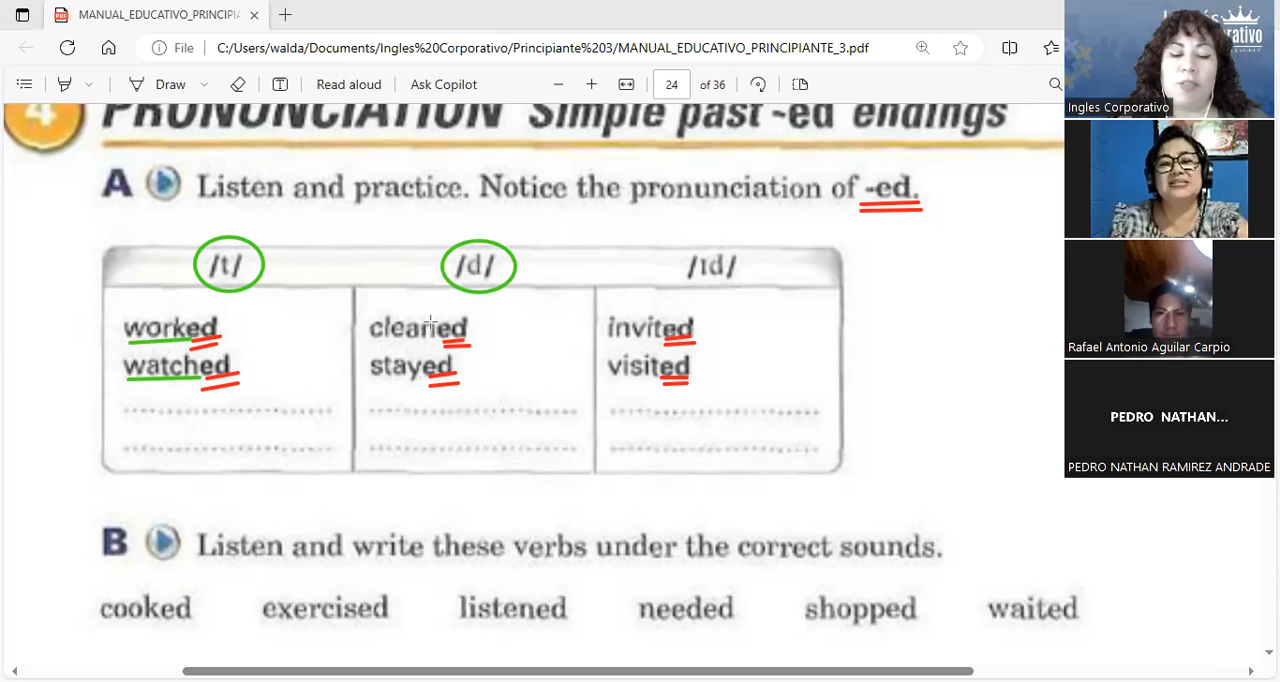 MANUAL_EDUCATIVO_PRINCIPIA
File C:/Users/walda/Documents/Ingles%20Corporativo/Principiante%203/MANUAL_EDUCATIVO_PRINCIPIANTE_3.pdf
Draw Read aloud Ask Copilot 24 of 36
4 PRONUNCIATION Simple past -ed endings
A Listen and practice. Notice the pronunciation of -ed.
/t/ /d/ /ɪd/
worked cleaned invited
watched stayed visited
B Listen and write these verbs under the correct sounds.
cooked exercised listened needed shopped waited
Ingles Corporativo
Rafael Antonio Aguilar Carpio
PEDRO NATHAN...
PEDRO NATHAN RAMIREZ ANDRADE